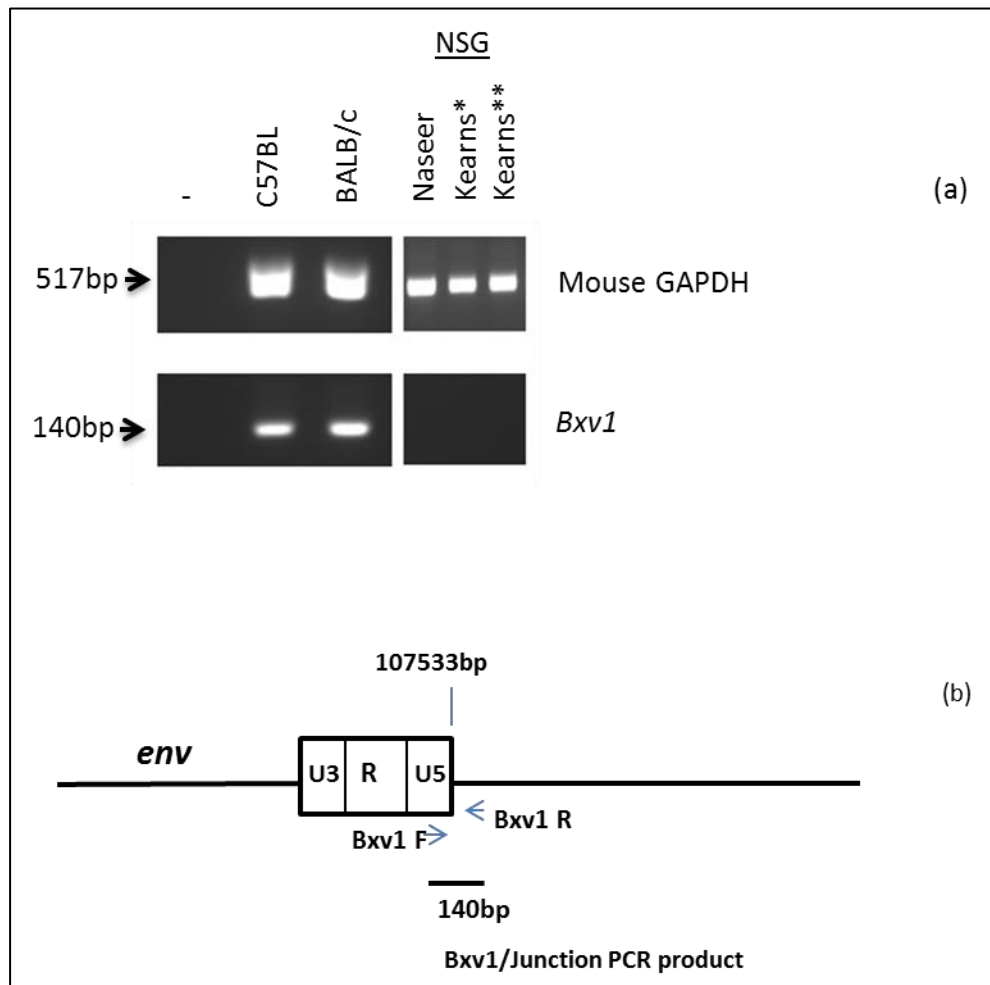 NSG
-
C57BL
BALB/c
Naseer
Kearns*
Kearns**
(a)
517bp
Mouse GAPDH
140bp
Bxv1
107533bp
(b)
env
U3
R
U5
Bxv1 R
Bxv1 F
140bp
Bxv1/Junction PCR product